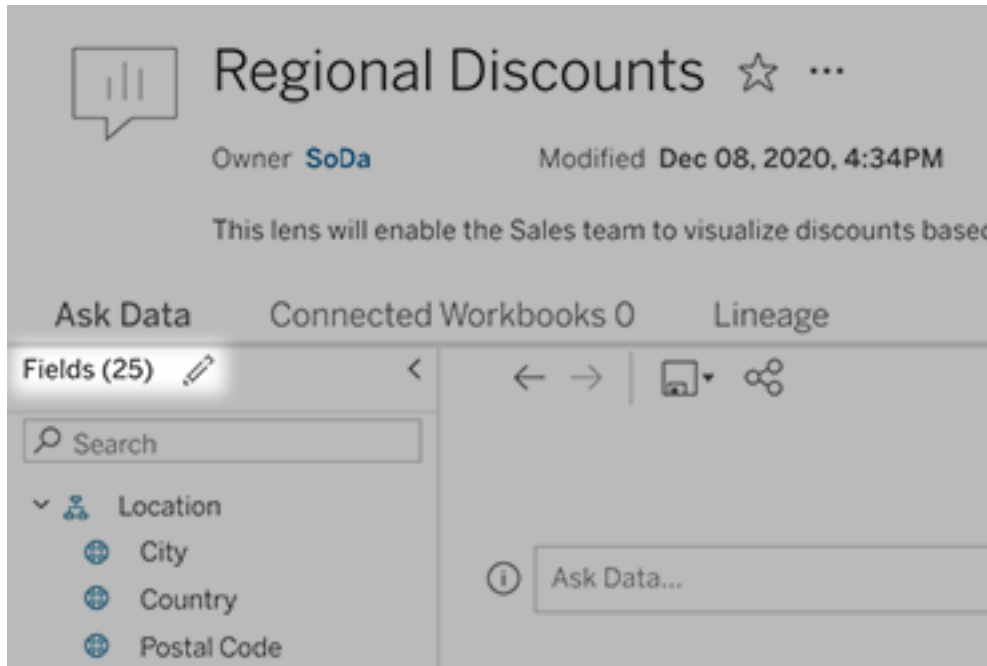 Regional Discounts
Owner SoDa Modified Dec 08, 2020, 4:34PM
This lens will enable the Sales team to visualize discounts based
Ask Data Connected Workbooks 0 Lineage
Fields (25)
Search
Location
City
Country
Postal Code
Ask Data...